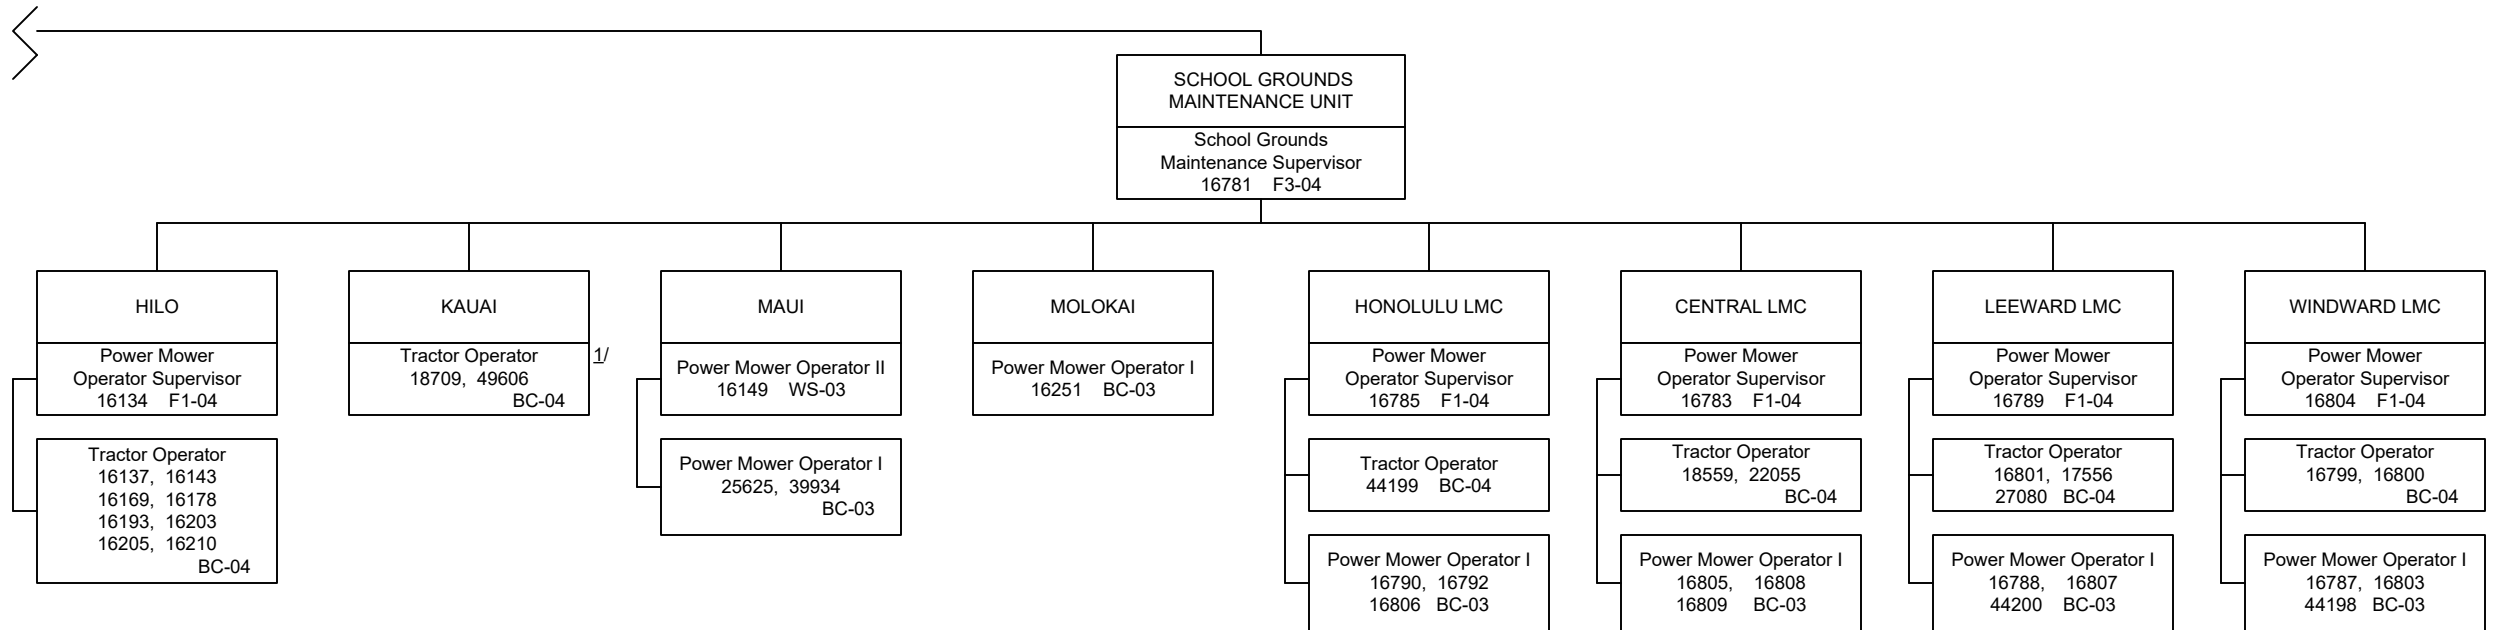 SCHOOL GROUNDS
MAINTENANCE UNIT
School Grounds
Maintenance Supervisor
16781 F3-04
HILO
Power Mower
Operator Supervisor
16134 F1-04
Tractor Operator
16137, 16143
16169, 16178
16193, 16203
16205, 16210
BC-04
KAUAI
Tractor Operator
18709, 49606
BC-04
1/
MAUI
Power Mower Operator II
16149 WS-03
Power Mower Operator I
25625, 39934
BC-03
MOLOKAI
Power Mower Operator I
16251 BC-03
HONOLULU LMC
Power Mower
Operator Supervisor
16785 F1-04
Tractor Operator
44199 BC-04
Power Mower Operator I
16790, 16792
16806 BC-03
CENTRAL LMC
Power Mower
Operator Supervisor
16783 F1-04
Tractor Operator
18559, 22055
BC-04
Power Mower Operator I
16805, 16808
16809 BC-03
LEEWARD LMC
Power Mower
Operator Supervisor
16789 F1-04
Tractor Operator
16801, 17556
27080 BC-04
Power Mower Operator I
16788, 16807
44200 BC-03
WINDWARD LMC
Power Mower
Operator Supervisor
16804 F1-04
Tractor Operator
16799, 16800
BC-04
Power Mower Operator I
16787, 16803
44198 BC-03